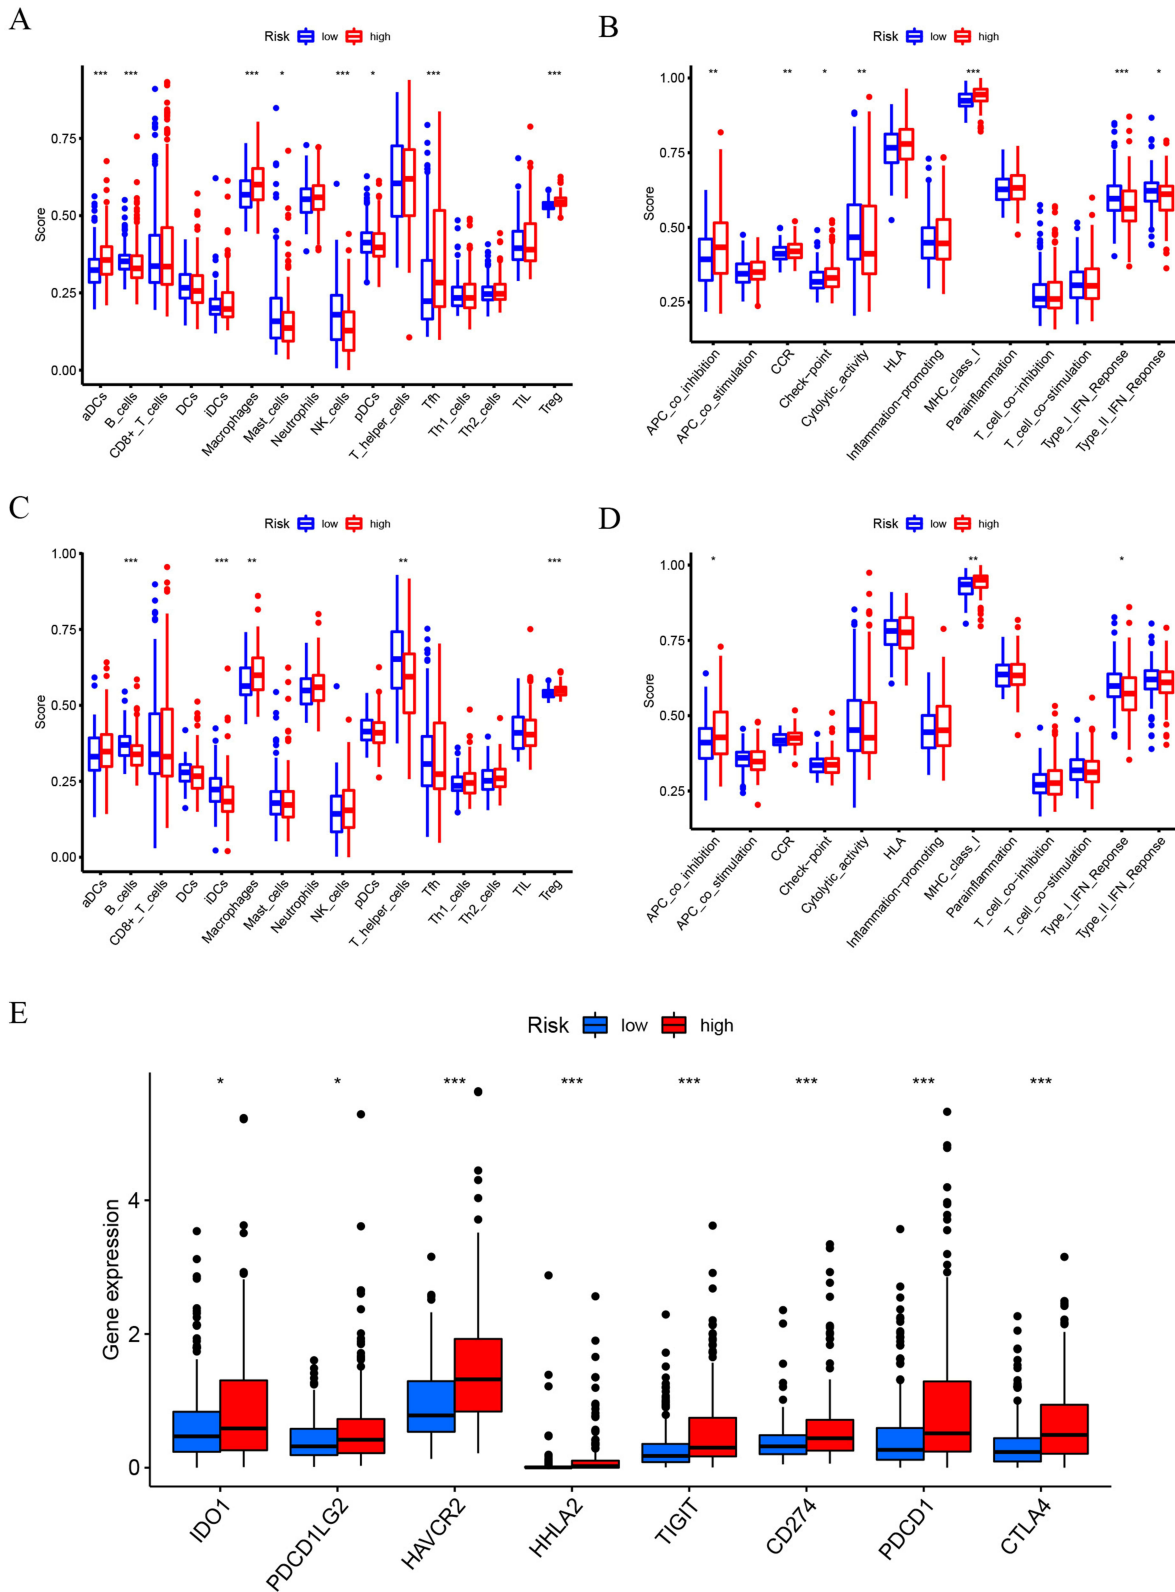 A
Risk low high
*** *** *** * *** * *** ***
Score
0.75
0.50
0.25
0.00
aDCs
B_cells
CD8+_T_cells
DCs
iDCs
Macrophages
Mast_cells
Neutrophils
NK_cells
pDCs
T_helper_cells
Tfh
Th1_cells
Th2_cells
TIL
Treg
B
Risk low high
** ** * ** *** *** *
Score
1.00
0.75
0.50
0.25
APC_co_inhibition
APC_co_stimulation
CCR
Check-point
Cytolytic_activity
HLA
Inflammation-promoting
MHC_class_I
Parainflammation
T_cell_co-inhibition
T_cell_co-stimulation
Type_I_IFN_Reponse
Type_II_IFN_Reponse
C
Risk low high
*** *** ** ** ***
Score
1.00
0.75
0.50
0.25
0.00
aDCs
B_cells
CD8+_T_cells
DCs
iDCs
Macrophages
Mast_cells
Neutrophils
NK_cells
pDCs
T_helper_cells
Tfh
Th1_cells
Th2_cells
TIL
Treg
D
Risk low high
* ** *
Score
1.00
0.75
0.50
0.25
APC_co_inhibition
APC_co_stimulation
CCR
Check-point
Cytolytic_activity
HLA
Inflammation-promoting
MHC_class_I
Parainflammation
T_cell_co-inhibition
T_cell_co-stimulation
Type_I_IFN_Reponse
Type_II_IFN_Reponse
E
Risk low high
* * *** *** *** *** *** ***
Gene expression
4
2
0
IDO1
PDCD1LG2
HAVCR2
HHLA2
TIGIT
CD274
PDCD1
CTLA4